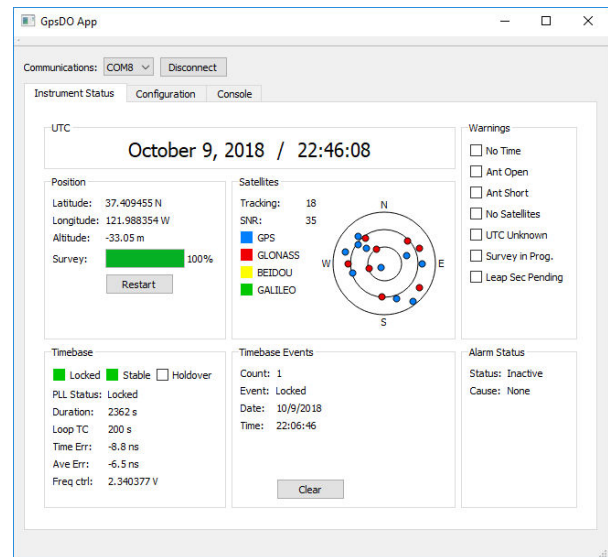 GpsDO App
Communications: COM8 Disconnect
Instrument Status Configuration Console
UTC
October 9, 2018 / 22:46:08
Position
Latitude: 37.409455 N
Longitude: 121.988354 W
Altitude: -33.05 m
Survey: 100%
Restart
Satellites
Tracking: 18
SNR: 35
GPS
GLONASS
BEIDOU
GALILEO
N
W E
S
Warnings
No Time
Ant Open
Ant Short
No Satellites
UTC Unknown
Survey in Prog.
Leap Sec Pending
Timebase
Locked Stable Holdover
PLL Status: Locked
Duration: 2362 s
Loop TC 200 s
Time Err: -8.8 ns
Ave Err: -6.5 ns
Freq ctrl: 2.340377 V
Timebase Events
Count: 1
Event: Locked
Date: 10/9/2018
Time: 22:06:46
Clear
Alarm Status
Status: Inactive
Cause: None